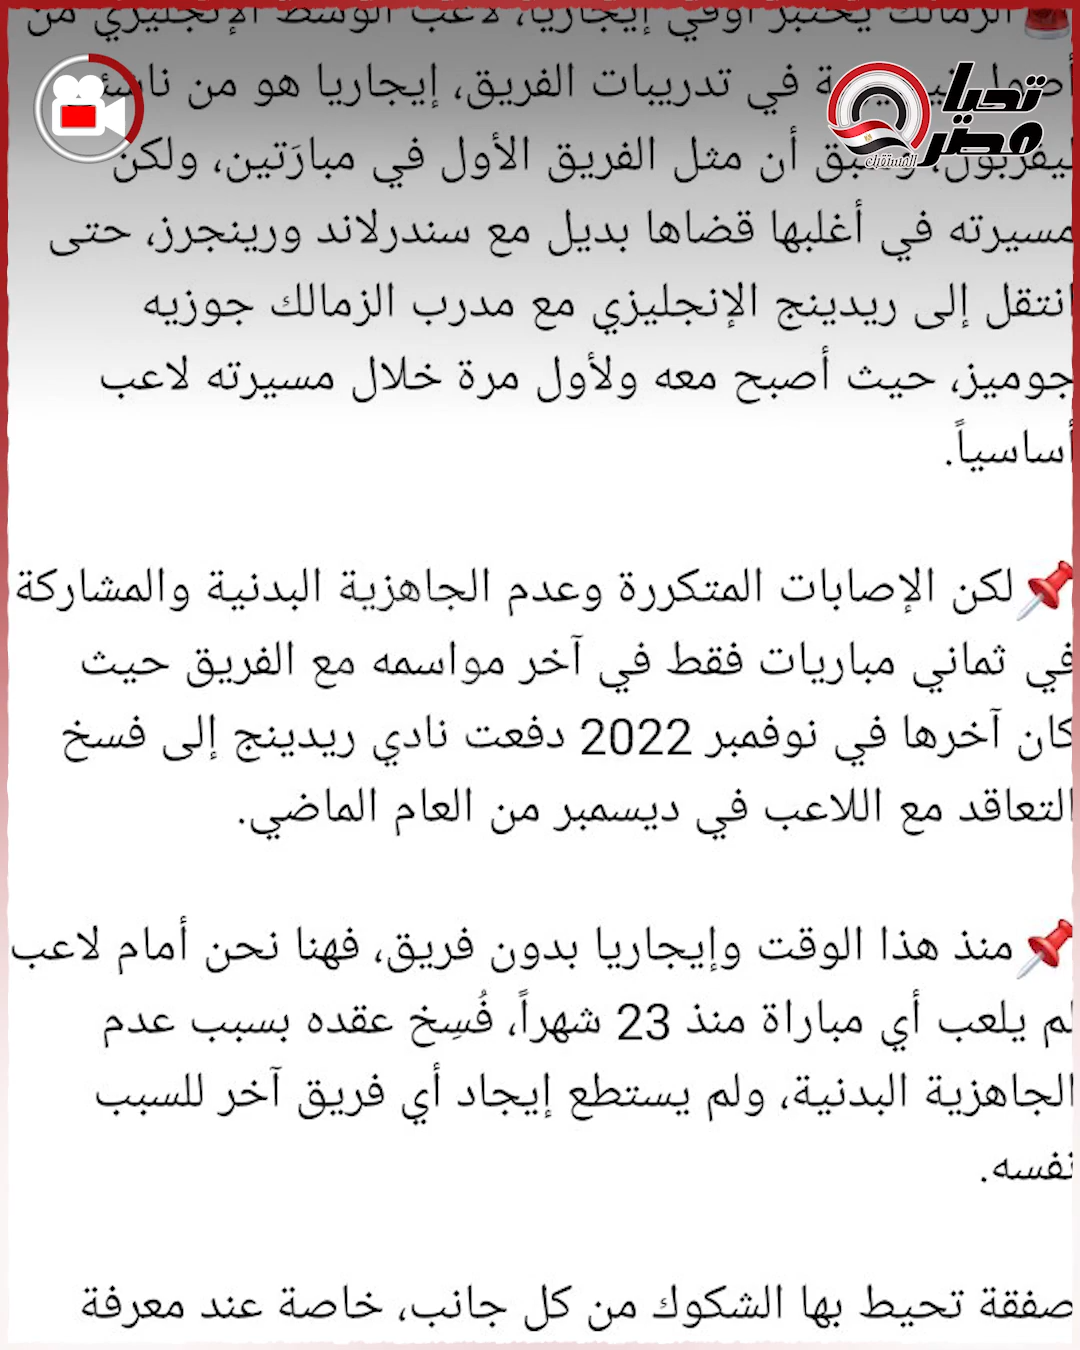 الزمالك يختبر أوفي إيجاريا، لاعب الوسط الإنجليزي من
في تدريبات الفريق، إيجاريا هو من
ليفربول، أن مثل الفريق الأول في مبارَتين، ولكن
مسيرته في أغلبها قضاها بديل مع سندرلاند ورينجرز، حتى
انتقل إلى ريدينج الإنجليزي مع مدرب الزمالك جوزيه
جوميز، حيث أصبح معه ولأول مرة خلال مسيرته لاعب
أساسياً.
📌لكن الإصابات المتكررة وعدم الجاهزية البدنية والمشاركة
في ثماني مباريات فقط في آخر مواسمه مع الفريق حيث
كان آخرها في نوفمبر 2022 دفعت نادي ريدينج إلى فسخ
التعاقد مع اللاعب في ديسمبر من العام الماضي.
📌منذ هذا الوقت وإيجاريا بدون فريق، فهنا نحن أمام لاعب
لم يلعب أي مباراة منذ 23 شهراً، فُسِخ عقده بسبب عدم
الجاهزية البدنية، ولم يستطع إيجاد أي فريق آخر للسبب
نفسه.
صفقة تحيط بها الشكوك من كل جانب، خاصة عند معرفة
تحيا
مصر
المستقبل